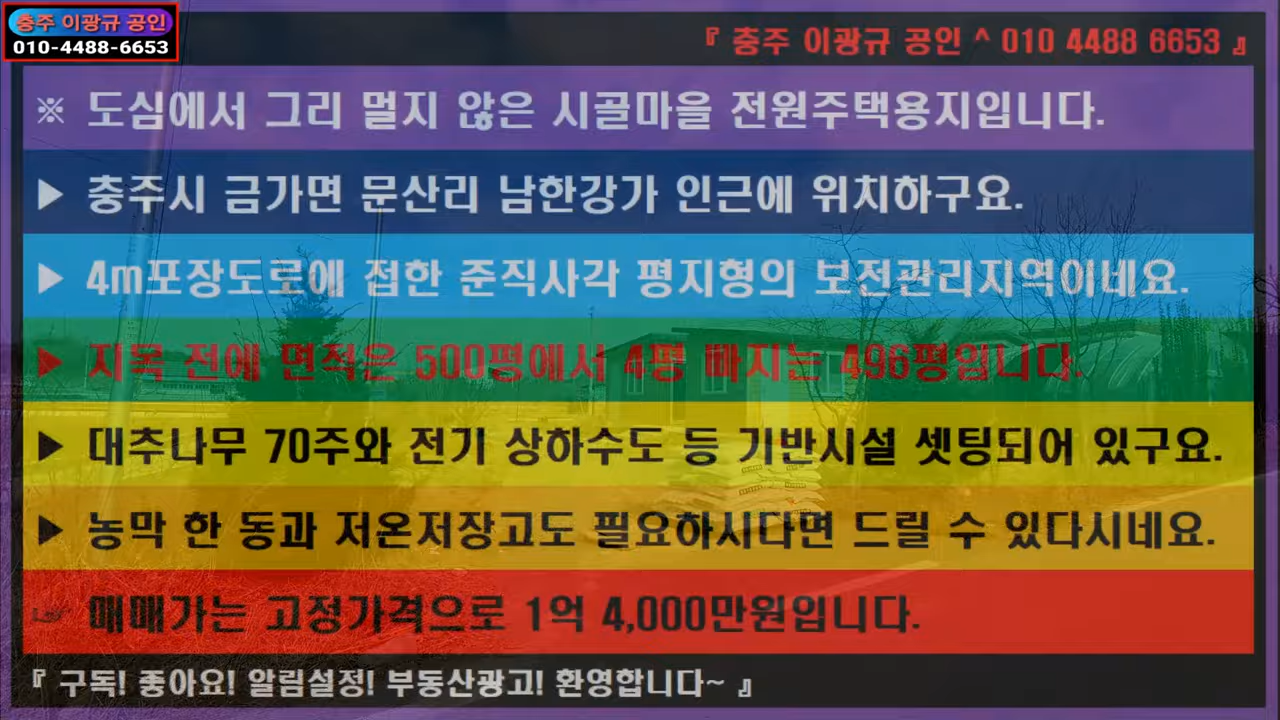 충주 이광규 공인
010-4488-6653
『 충주 이광규 공인 ^ 010 4488 6653 』
※ 도심에서 그리 멀지 않은 시골마을 전원주택용지입니다.
▶ 충주시 금가면 문산리 남한강가 인근에 위치하구요.
▶ 4m포장도로에 접한 준직사각 평지형의 보전관리지역이네요.
▶ 지목 전에 면적은 500평에서 4평 빠지는 496평입니다.
▶ 대추나무 70주와 전기 상하수도 등 기반시설 셋팅되어 있구요.
▶ 농막 한 동과 저온저장고도 필요하시다면 드릴 수 있다시네요.
☞ 매매가는 고정가격으로 1억 4,000만원입니다.
『 구독! 좋아요! 알림설정! 부동산광고! 환영합니다~ 』